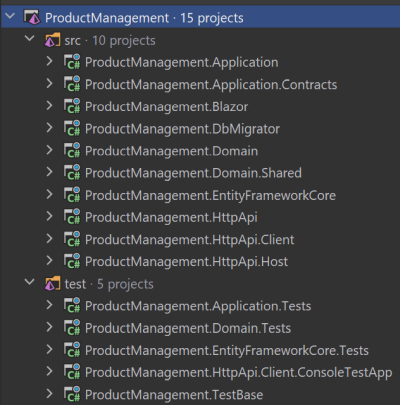 ProductManagement · 15 projects
src · 10 projects
ProductManagement.Application
ProductManagement.Application.Contracts
ProductManagement.Blazor
ProductManagement.DbMigrator
ProductManagement.Domain
ProductManagement.Domain.Shared
ProductManagement.EntityFrameworkCore
ProductManagement.HttpApi
ProductManagement.HttpApi.Client
ProductManagement.HttpApi.Host
test · 5 projects
ProductManagement.Application.Tests
ProductManagement.Domain.Tests
ProductManagement.EntityFrameworkCore.Tests
ProductManagement.HttpApi.Client.ConsoleTestApp
ProductManagement.TestBase